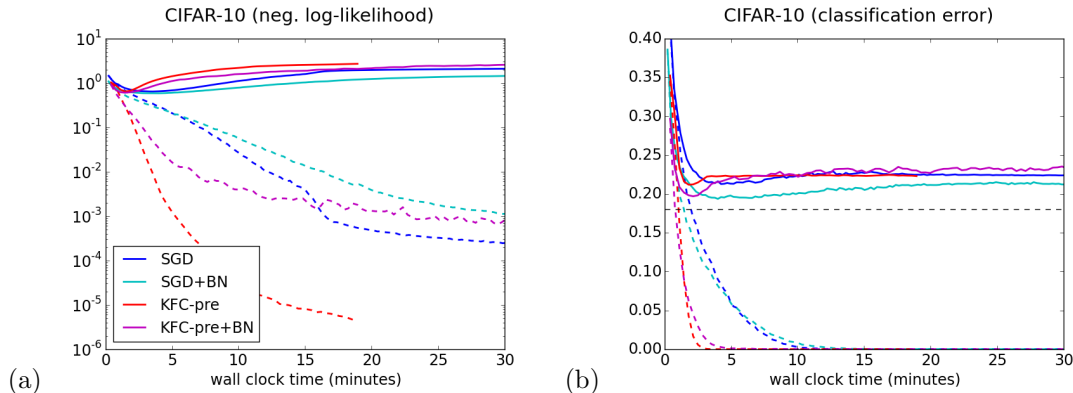 CIFAR-10 (neg. log-likelihood)
10^1
10^0
10^-1
10^-2
10^-3
10^-4
10^-5
10^-6
SGD
SGD+BN
KFC-pre
KFC-pre+BN
0 5 10 15 20 25 30
wall clock time (minutes)
(a)
CIFAR-10 (classification error)
0.40
0.35
0.30
0.25
0.20
0.15
0.10
0.05
0.00
0 5 10 15 20 25 30
wall clock time (minutes)
(b)